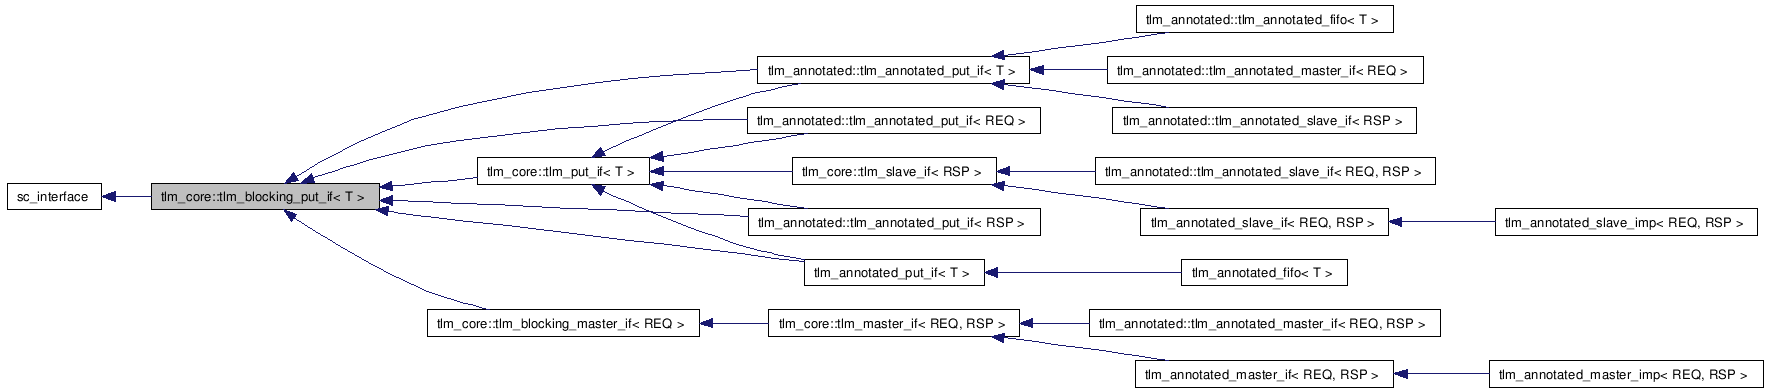 tlm_annotated::tlm_annotated_fifo< T >
tlm_annotated::tlm_annotated_put_if< T >
tlm_annotated::tlm_annotated_master_if< REQ >
tlm_annotated::tlm_annotated_put_if< REQ >
tlm_annotated::tlm_annotated_slave_if< RSP >
tlm_core::tlm_put_if< T >
tlm_core::tlm_slave_if< RSP >
tlm_annotated::tlm_annotated_slave_if< REQ, RSP >
sc_interface
tlm_core::tlm_blocking_put_if< T >
tlm_annotated::tlm_annotated_put_if< RSP >
tlm_annotated_slave_if< REQ, RSP >
tlm_annotated_slave_imp< REQ, RSP >
tlm_annotated_put_if< T >
tlm_annotated_fifo< T >
tlm_core::tlm_blocking_master_if< REQ >
tlm_core::tlm_master_if< REQ, RSP >
tlm_annotated::tlm_annotated_master_if< REQ, RSP >
tlm_annotated_master_if< REQ, RSP >
tlm_annotated_master_imp< REQ, RSP >